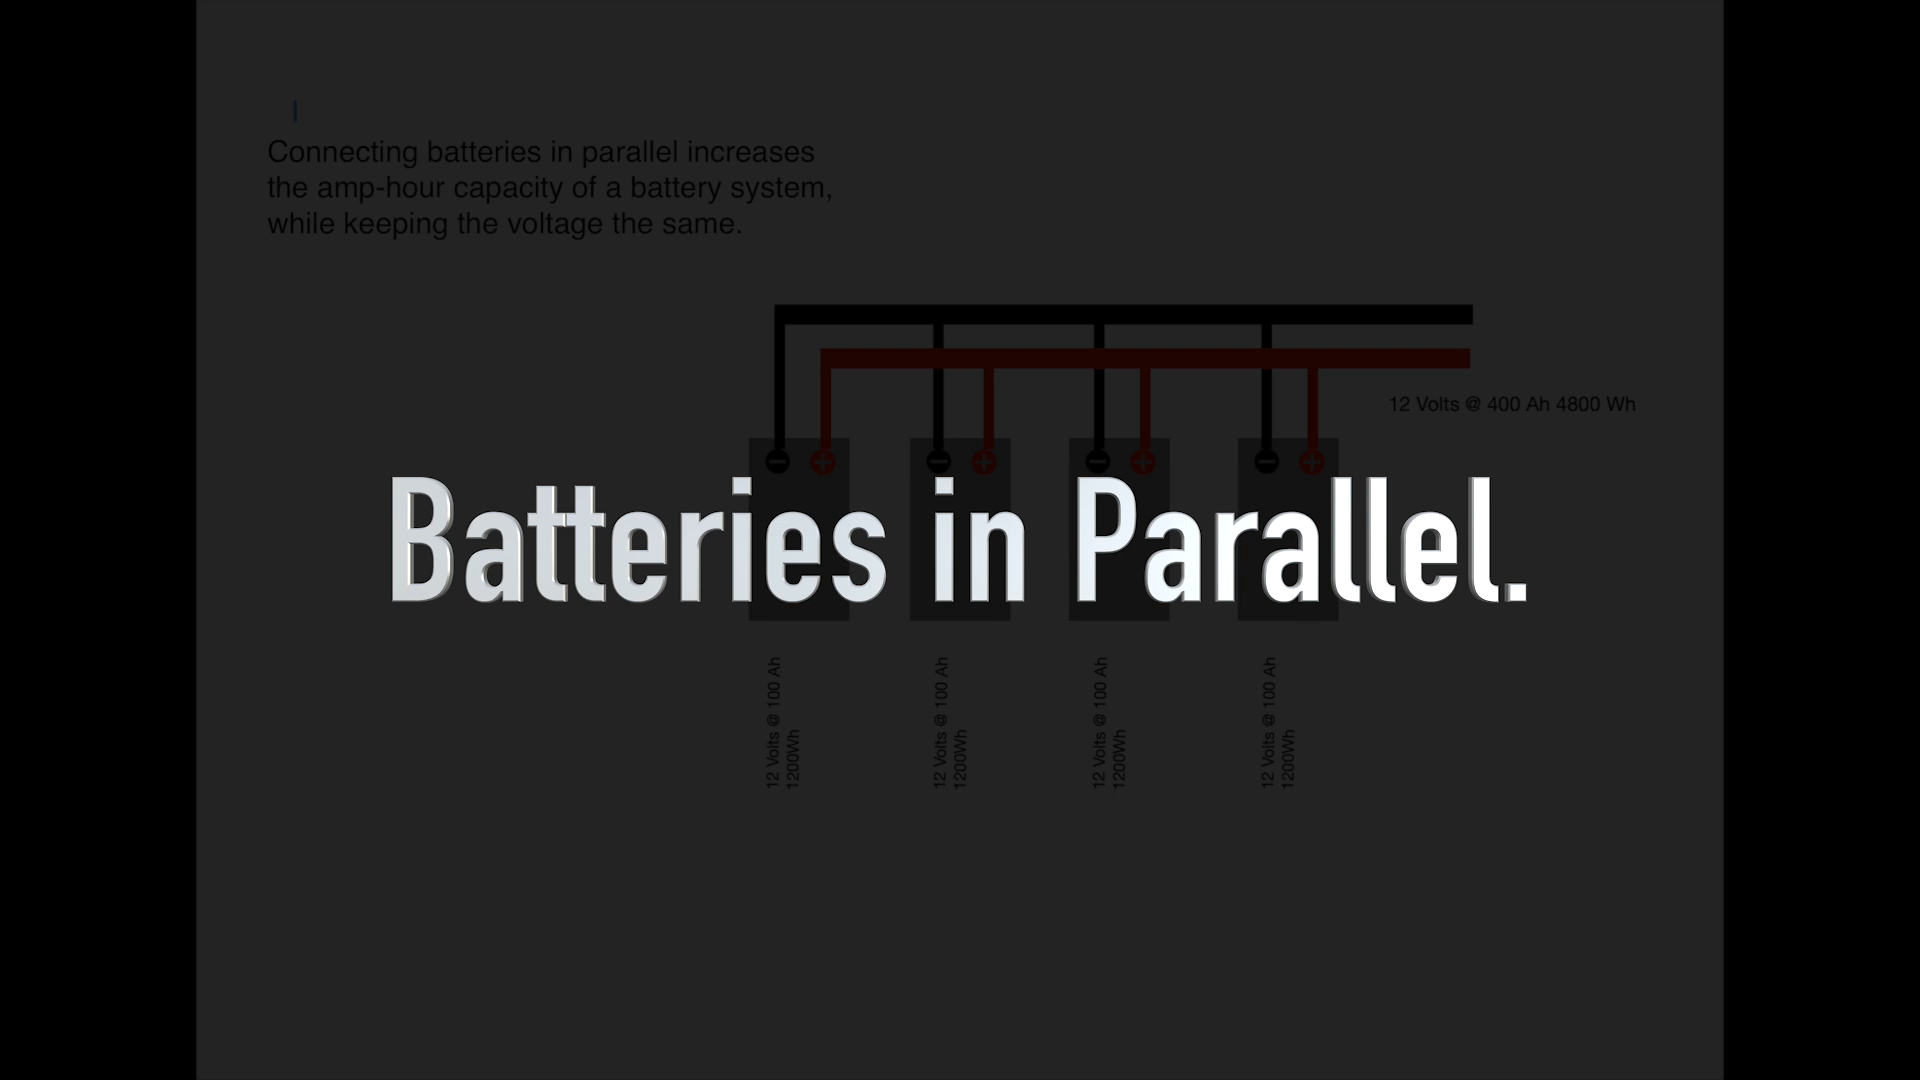 Connecting batteries in parallel increases
the amp-hour capacity of a battery system,
while keeping the voltage the same.
12 Volts @ 400 Ah 4800 Wh
Batteries in Parallel.
12 Volts @ 100 Ah
1200Wh
12 Volts @ 100 Ah
1200Wh
12 Volts @ 100 Ah
1200Wh
12 Volts @ 100 Ah
1200Wh